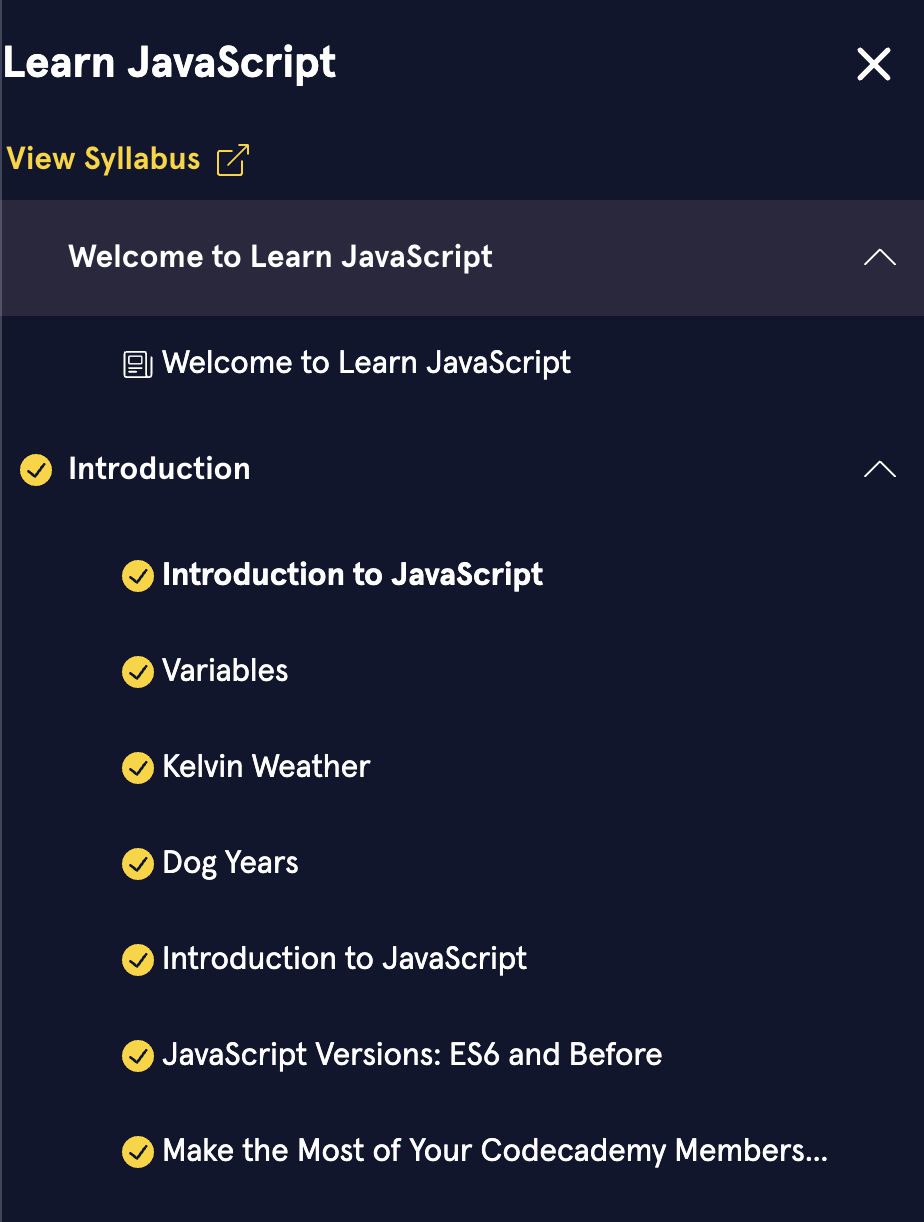 Learn JavaScript
View Syllabus
Welcome to Learn JavaScript
Welcome to Learn JavaScript
Introduction
Introduction to JavaScript
Variables
Kelvin Weather
Dog Years
Introduction to JavaScript
JavaScript Versions: ES6 and Before
Make the Most of Your Codecademy Members...